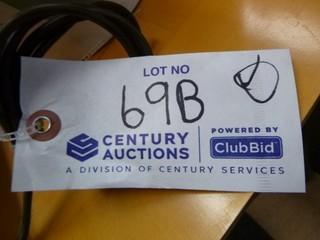 LOT NO
69B
CENTURY AUCTIONS
POWERED BY
ClubBid
A DIVISION OF CENTURY SERVICES